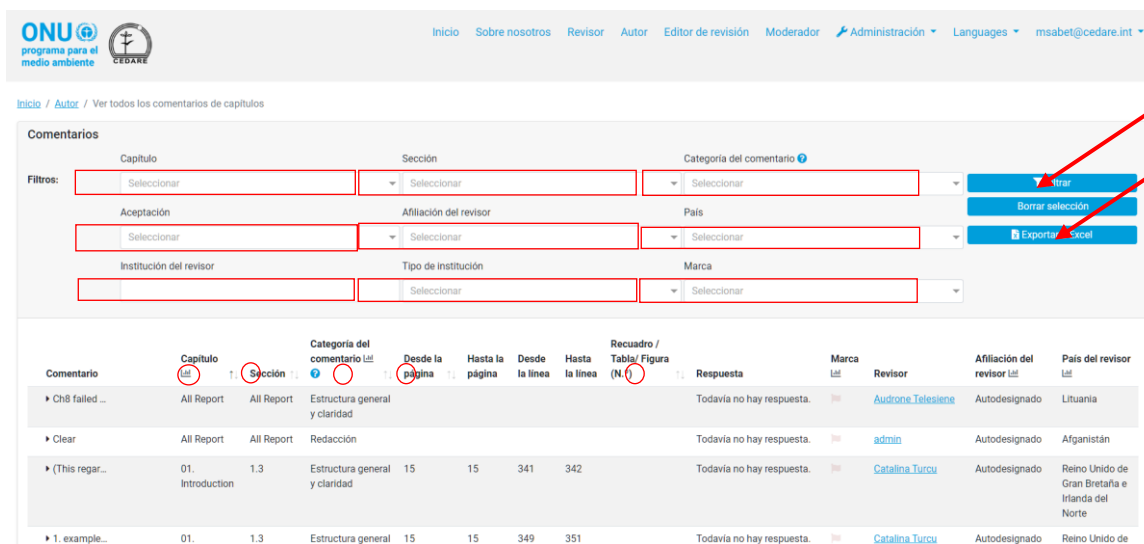 ONU
programa para el
medio ambiente
CEDARE
Inicio Sobre nosotros Revisor Autor Editor de revisión Moderador Administración Languages msabet@cedare.int
Inicio / Autor / Ver todos los comentarios de capítulos
Comentarios
Capítulo Sección Categoría del comentario
Filtros: Seleccionar Seleccionar Seleccionar
Aceptación Afiliación del revisor País Borrar selección
Seleccionar Seleccionar Seleccionar Exportar Excel
Institución del revisor Tipo de institución Marca
Seleccionar Seleccionar
Comentario Capítulo Sección Categoría del comentario Desde la página Hasta la página Desde la línea Hasta la línea Recuadro / Tabla/ Figura (N.º) Respuesta Marca Revisor Afiliación del revisor País del revisor
Ch8 failed ... All Report All Report Estructura general y claridad Todavía no hay respuesta. Audrone Telesiene Autodesignado Lituania
Clear All Report All Report Redacción Todavía no hay respuesta. admin Autodesignado Afganistán
(This regar... 01. Introduction 1.3 Estructura general y claridad 15 15 341 342 Todavía no hay respuesta. Catalina Turcu Autodesignado Reino Unido de Gran Bretaña e Irlanda del Norte
1. example... 01. 1.3 Estructura general 15 15 349 351 Todavía no hay respuesta. Catalina Turcu Autodesignado Reino Unido de